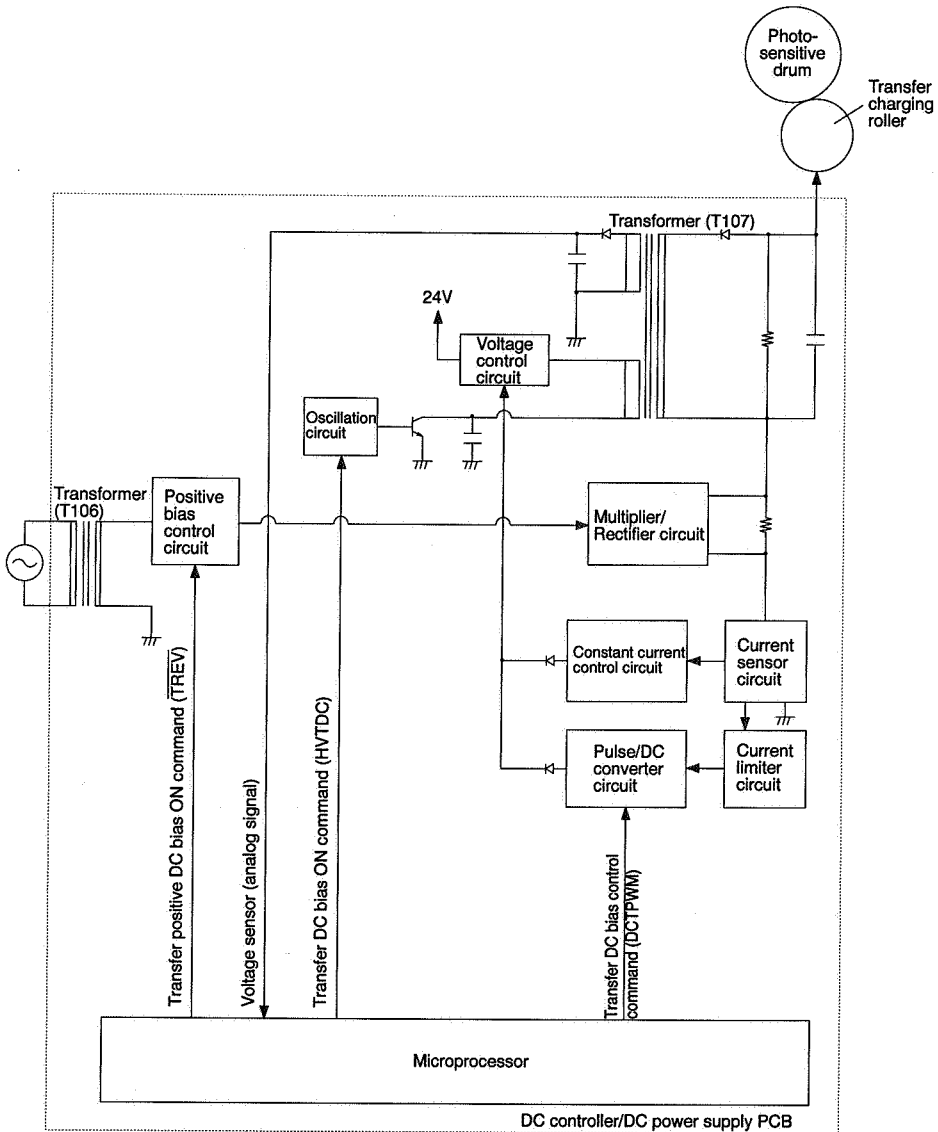 Photo-
sensitive
drum
Transfer
charging
roller
Transformer (T107)
24V
Voltage
control
circuit
Oscillation
circuit
Transformer
(T106)
Positive
bias
control
circuit
Multiplier/
Rectifier circuit
Constant current
control circuit
Current
sensor
circuit
Pulse/DC
converter
circuit
Current
limiter
circuit
Transfer positive DC bias ON command (TREV)
Voltage sensor (analog signal)
Transfer DC bias ON command (HVTDC)
Transfer DC bias control
command (DCTPWM)
Microprocessor
DC controller/DC power supply PCB